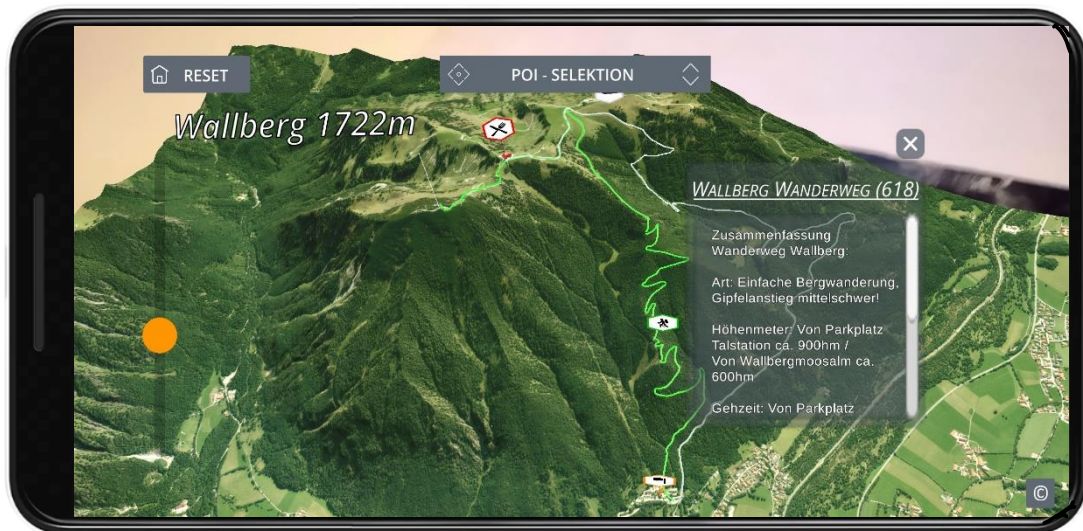 RESET
POI - SELEKTION
Wallberg 1722m
WALLBERG WANDERWEG (618)
Zusammenfassung
Wanderweg Wallberg:
Art: Einfache Bergwanderung,
Gipfelanstieg mittelschwer!
Höhenmeter: Von Parkplatz
Talstation ca. 900hm /
Von Wallbergmoosalm ca.
600hm
Gehzeit: Von Parkplatz
©